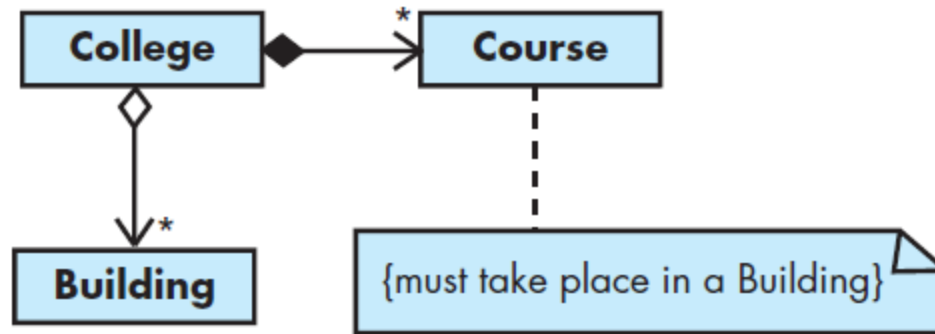 College
*
Course
*
Building
{must take place in a Building}